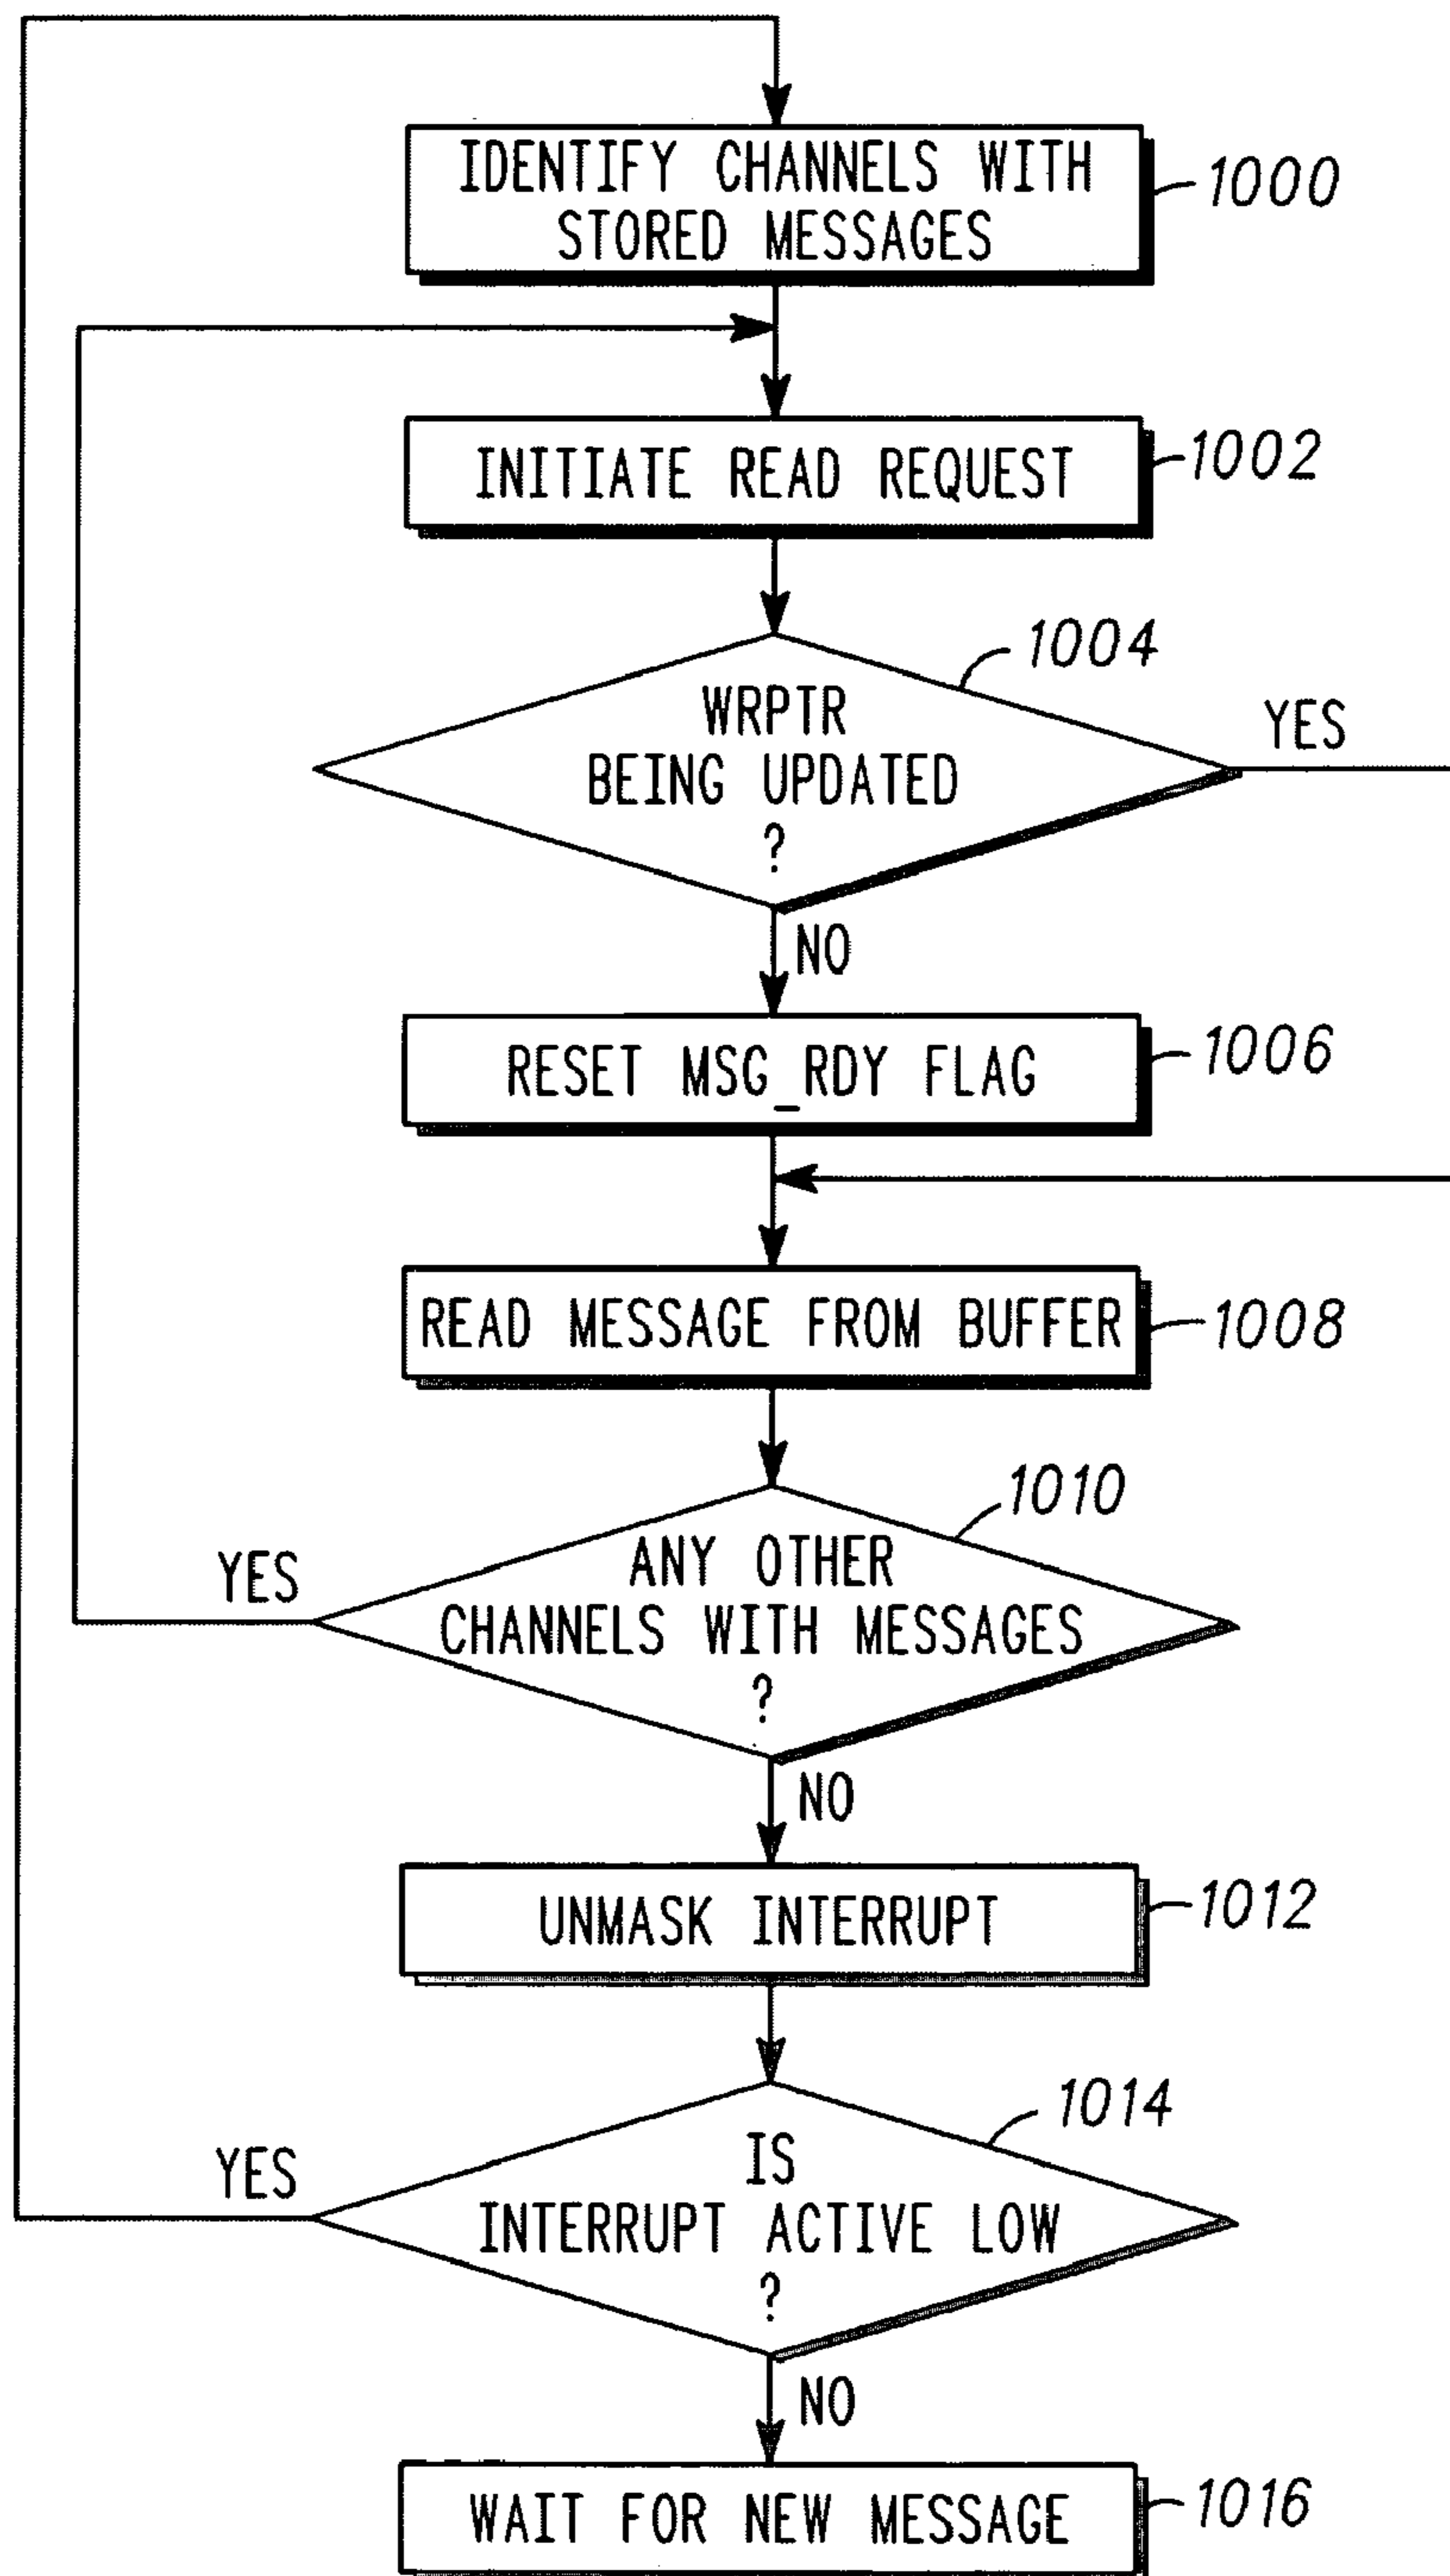 IDENTIFY CHANNELS WITH
STORED MESSAGES
1000
INITIATE READ REQUEST
1002
1004
WRPTR
BEING UPDATED
?
YES
NO
RESET MSG_RDY FLAG
1006
READ MESSAGE FROM BUFFER
1008
1010
ANY OTHER
CHANNELS WITH MESSAGES
?
YES
NO
UNMASK INTERRUPT
1012
1014
IS
INTERRUPT ACTIVE LOW
?
YES
NO
WAIT FOR NEW MESSAGE
1016